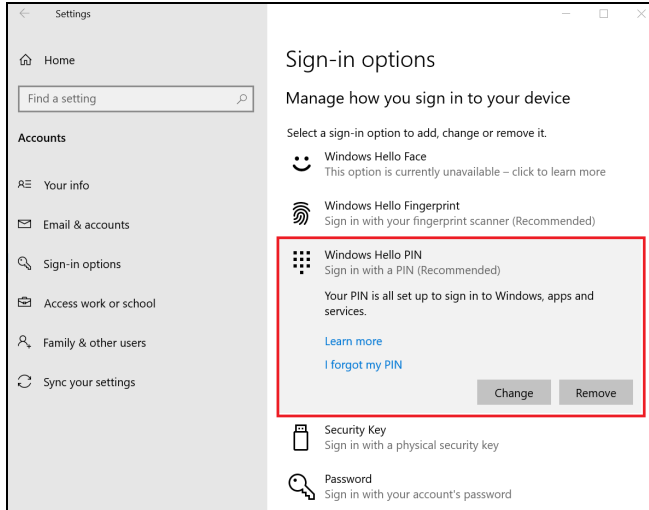 Settings
Home
Find a setting
Accounts
Your info
Email & accounts
Sign-in options
Access work or school
Family & other users
Sync your settings
Sign-in options
Manage how you sign in to your device
Select a sign-in option to add, change or remove it.
Windows Hello Face
This option is currently unavailable – click to learn more
Windows Hello Fingerprint
Sign in with your fingerprint scanner (Recommended)
Windows Hello PIN
Sign in with a PIN (Recommended)
Your PIN is all set up to sign in to Windows, apps and
services.
Learn more
I forgot my PIN
Change
Remove
Security Key
Sign in with a physical security key
Password
Sign in with your account's password